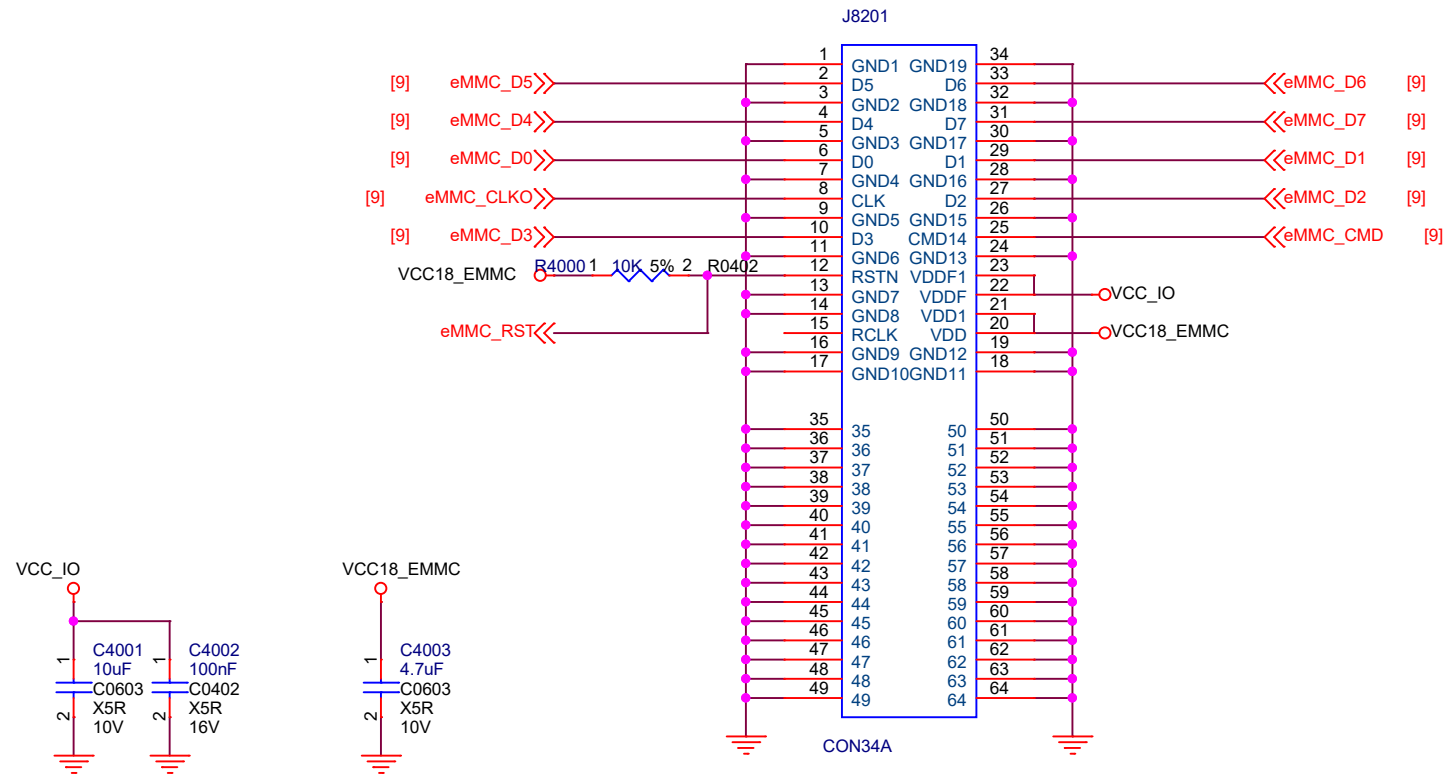 J8201
1 34
GND1 GND19
[9] eMMC_D5 2 33 eMMC_D6 [9]
D5 D6
3 32
GND2 GND18
[9] eMMC_D4 4 31 eMMC_D7 [9]
D4 D7
5 30
GND3 GND17
[9] eMMC_D0 6 29 eMMC_D1 [9]
D0 D1
7 28
GND4 GND16
[9] eMMC_CLKO 8 27 eMMC_D2 [9]
CLK D2
9 26
GND5 GND15
[9] eMMC_D3 10 25 eMMC_CMD [9]
D3 CMD14
11 24
GND6 GND13
VCC18_EMMC R4000 1 10K 5% 2 R0402 12 23
RSTN VDDF1
13 22 VCC_IO
GND7 VDDF
14 21
GND8 VDD1
eMMC_RST 15 20 VCC18_EMMC
RCLK VDD
16 19
GND9 GND12
17 18
GND10 GND11
35 50
35 50
36 51
36 51
37 52
37 52
38 53
38 53
39 54
39 54
40 55
40 55
41 56
41 56
42 57
42 57
43 58
43 58
44 59
44 59
45 60
45 60
46 61
46 61
47 62
47 62
48 63
48 63
49 64
49 64
CON34A
VCC_IO
1
C4001
10uF
C0603
X5R
10V
2
1
C4002
100nF
C0402
X5R
16V
2
VCC18_EMMC
1
C4003
4.7uF
C0603
X5R
10V
2